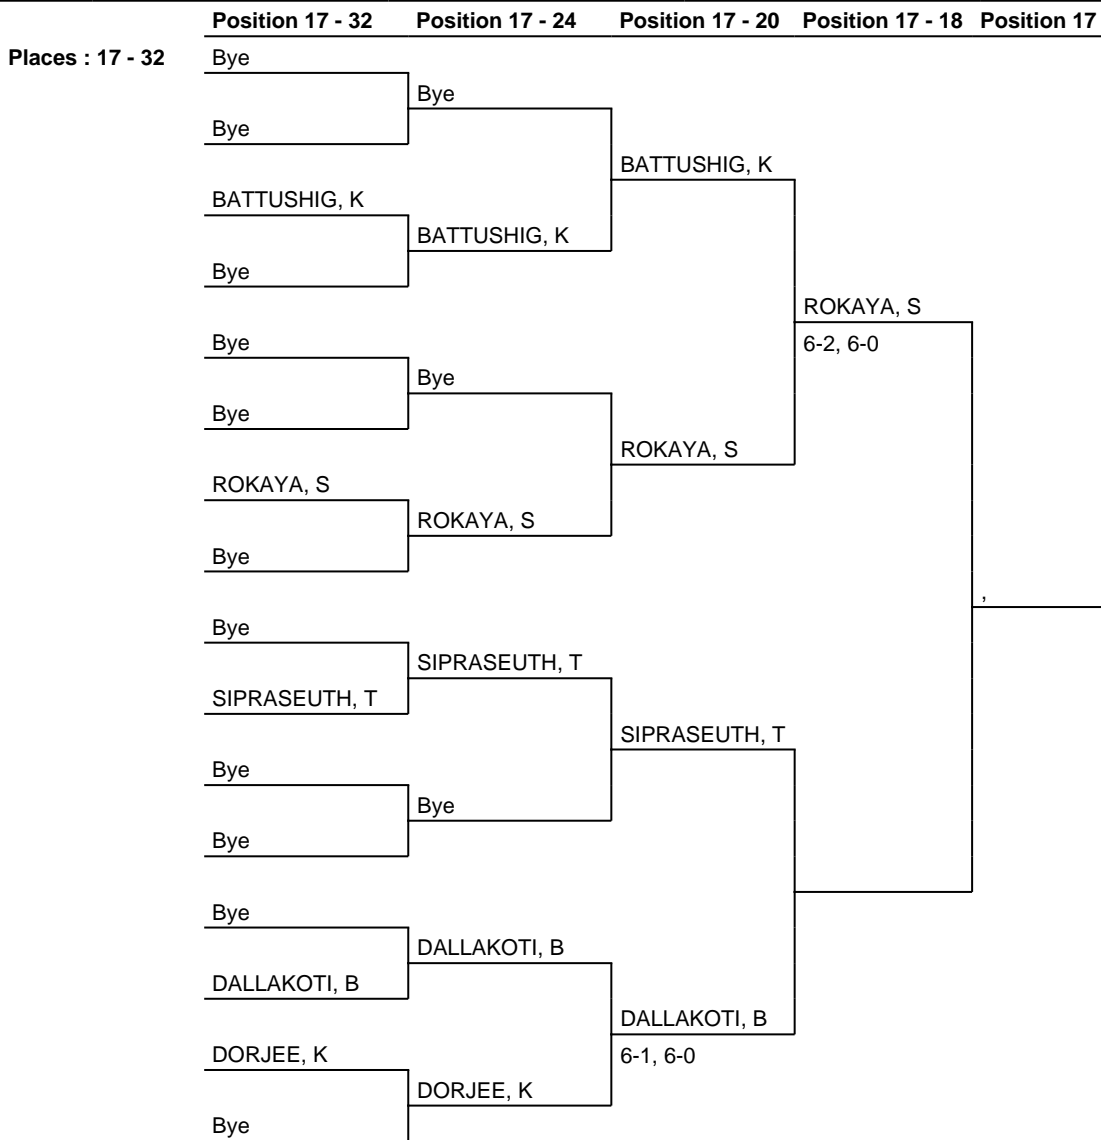 Position 17 - 32 Position 17 - 24 Position 17 - 20 Position 17 - 18 Position 17
Places : 17 - 32 Bye
Bye
Bye
BATTUSHIG, K
BATTUSHIG, K
BATTUSHIG, K
Bye
ROKAYA, S
Bye
6-2, 6-0
Bye
Bye
ROKAYA, S
ROKAYA, S
ROKAYA, S
Bye
,
Bye
SIPRASEUTH, T
SIPRASEUTH, T
SIPRASEUTH, T
Bye
Bye
Bye
Bye
DALLAKOTI, B
DALLAKOTI, B
DALLAKOTI, B
DORJEE, K 6-1, 6-0
DORJEE, K
Bye